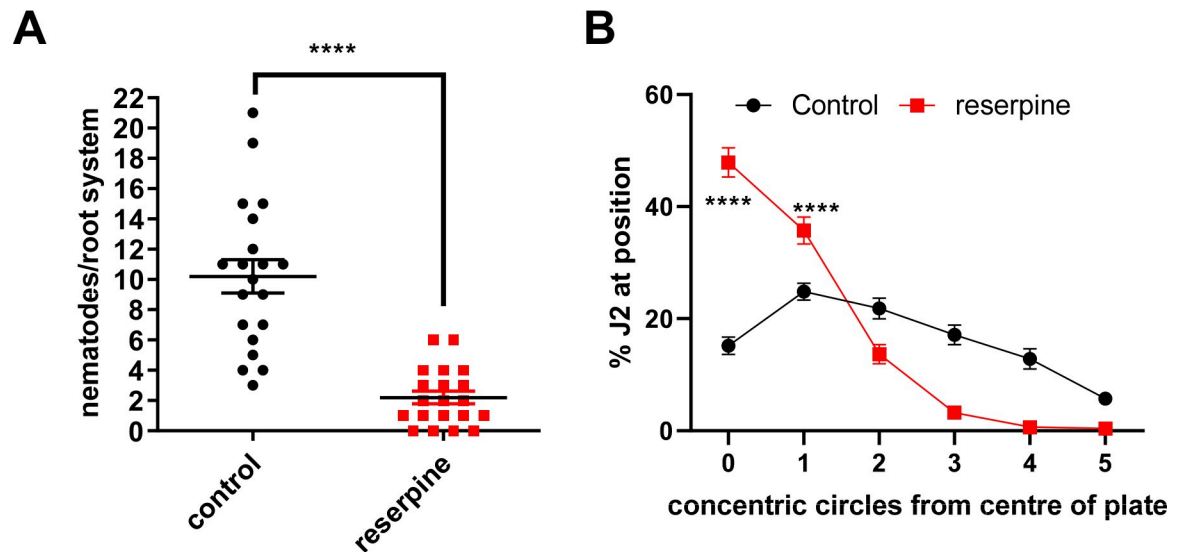 A
****
nematodes/root system
22
20
18
16
14
12
10
8
6
4
2
0
control
reserpine
B
Control
reserpine
% J2 at position
60
40
20
0
****
****
0 1 2 3 4 5
concentric circles from centre of plate